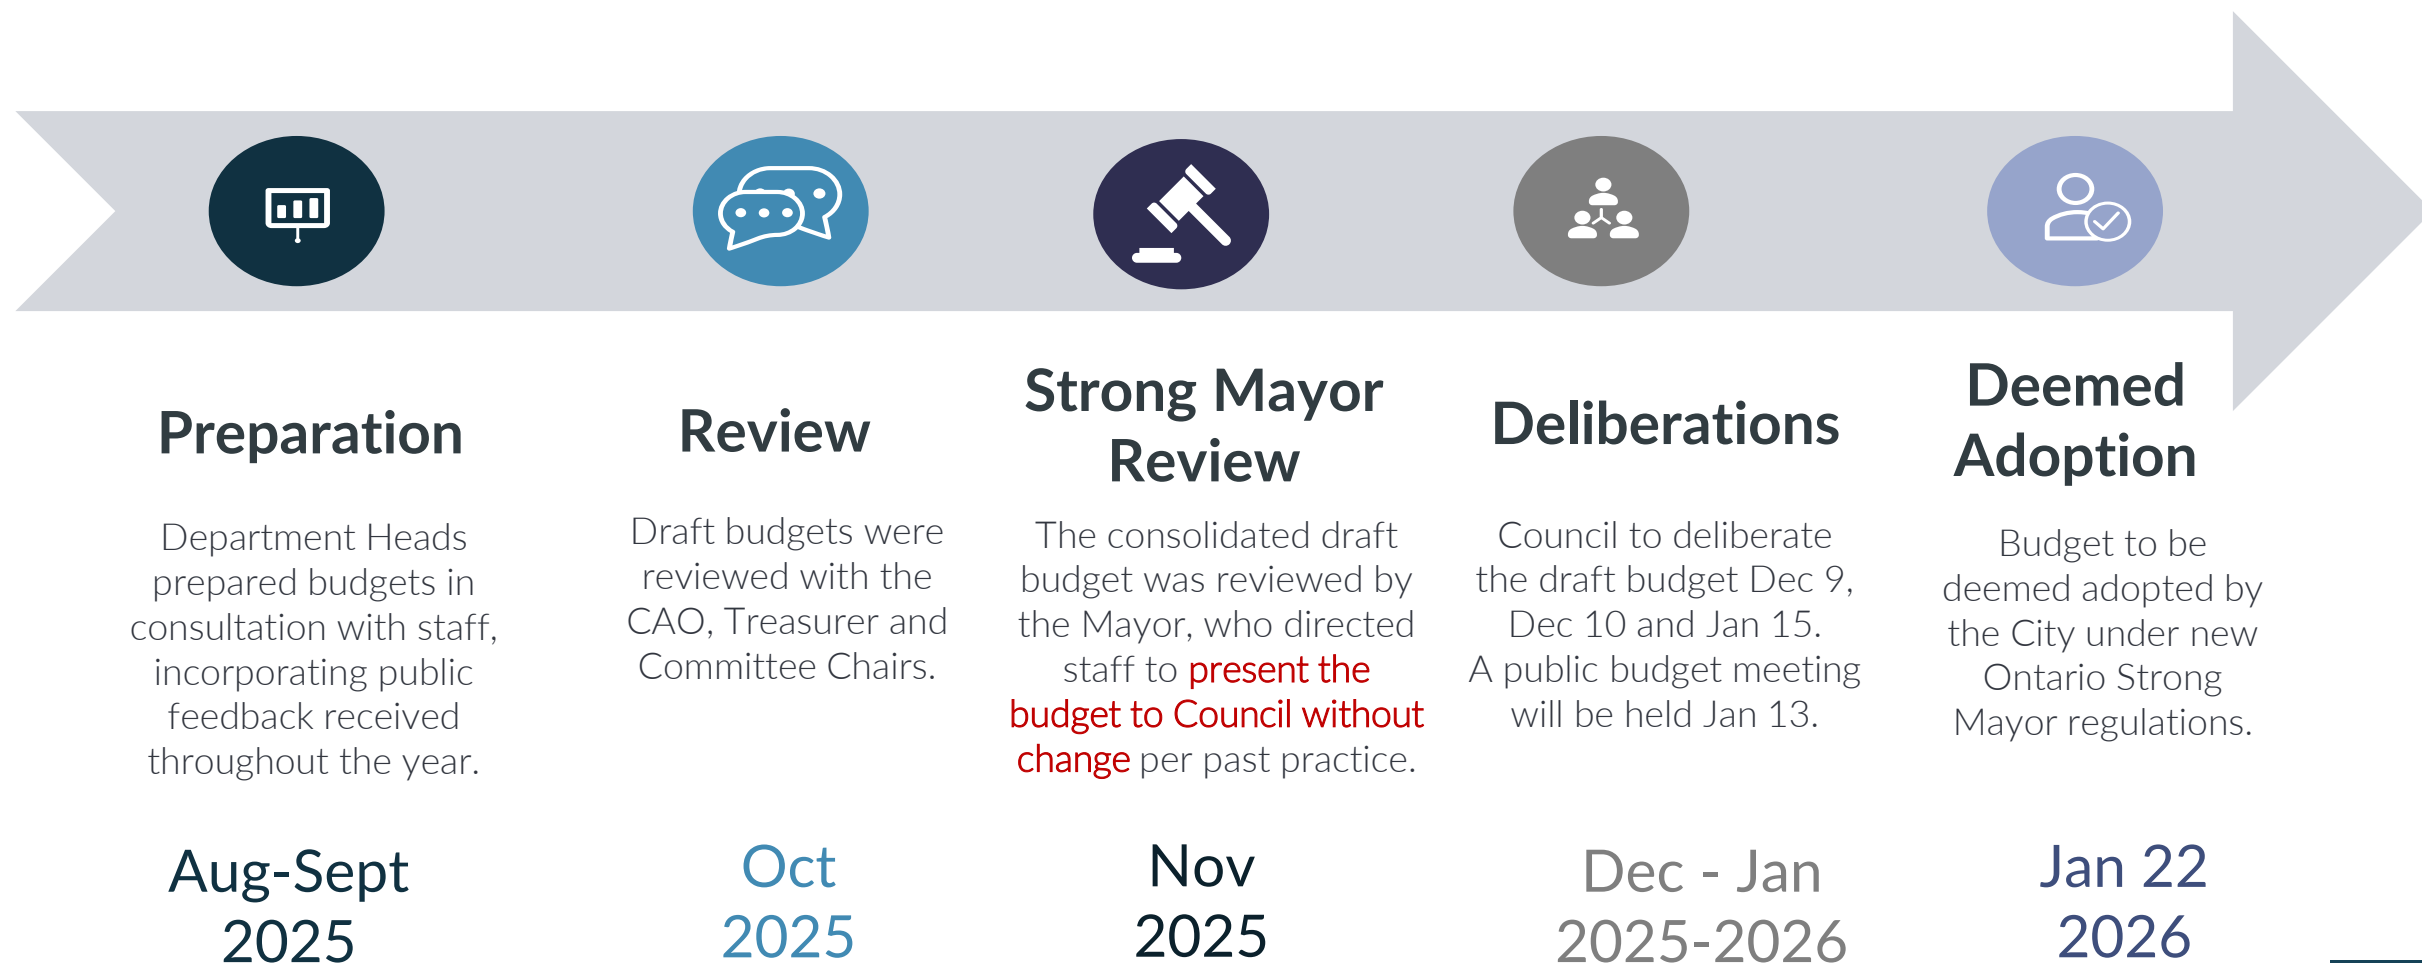 Preparation
Department Heads
prepared budgets in
consultation with staff,
incorporating public
feedback received
throughout the year.
Aug-Sept
2025
Review
Draft budgets were
reviewed with the
CAO, Treasurer and
Committee Chairs.
Oct
2025
Strong Mayor
Review
The consolidated draft
budget was reviewed by
the Mayor, who directed
staff to present the
budget to Council without
change per past practice.
Nov
2025
Deliberations
Council to deliberate
the draft budget Dec 9,
Dec 10 and Jan 15.
A public budget meeting
will be held Jan 13.
Dec - Jan
2025-2026
Deemed
Adoption
Budget to be
deemed adopted by
the City under new
Ontario Strong
Mayor regulations.
Jan 22
2026